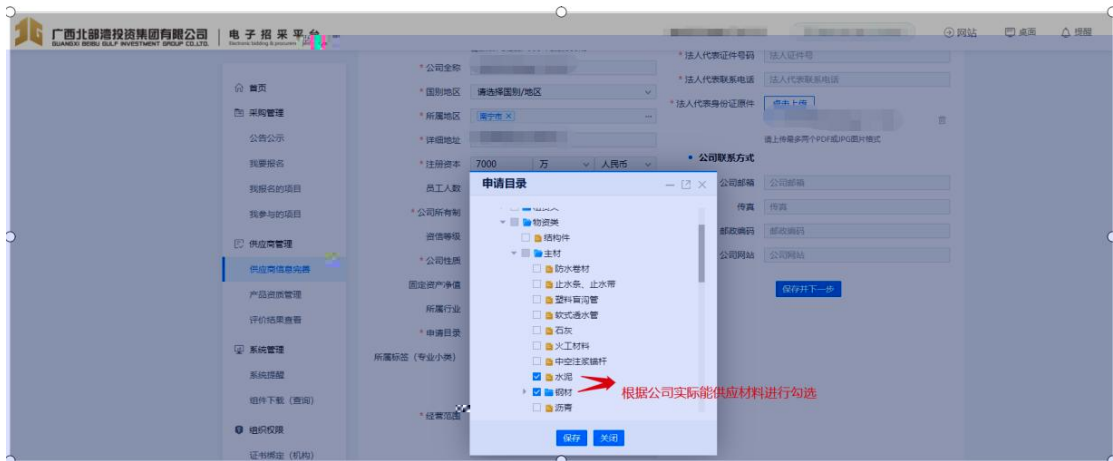 广西北部湾投资集团有限公司 电子招采平台
GUANGXI BEIBU GULF INVESTMENT GROUP CO.,LTD.
网站 桌面 提醒
首页
采购管理
公告公示
我要报名
我报名的项目
我参与的项目
供应商管理
供应商信息完善
产品资质管理
评价结果查看
系统管理
系统提醒
组件下载（查询）
组织权限
证书绑定（机构）
* 公司全称
* 国别地区 请选择国别/地区
* 所属地区 南宁市 ×
* 详细地址
* 注册资本 7000 万 人民币
员工人数
* 公司所有制
资信等级
* 公司性质
固定资产净值
所属行业
* 申请目录
所属标签（专业小类）
* 经营范围
* 法人代表证件号码 法人证件号
* 法人代表联系电话 法人代表联系电话
* 法人代表身份证原件 点击上传
请上传最多两个PDF或JPG图片格式
• 公司联系方式
公司邮箱 公司邮箱
传真 传真
邮政编码 邮政编码
公司网站 公司网站
保存并下一步
申请目录
物资类
结构件
主材
防水卷材
止水条、止水带
塑料盲沟管
软式透水管
石灰
火工材料
中空注浆锚杆
水泥
钢材
沥青
根据公司实际能供应材料进行勾选
保存 关闭